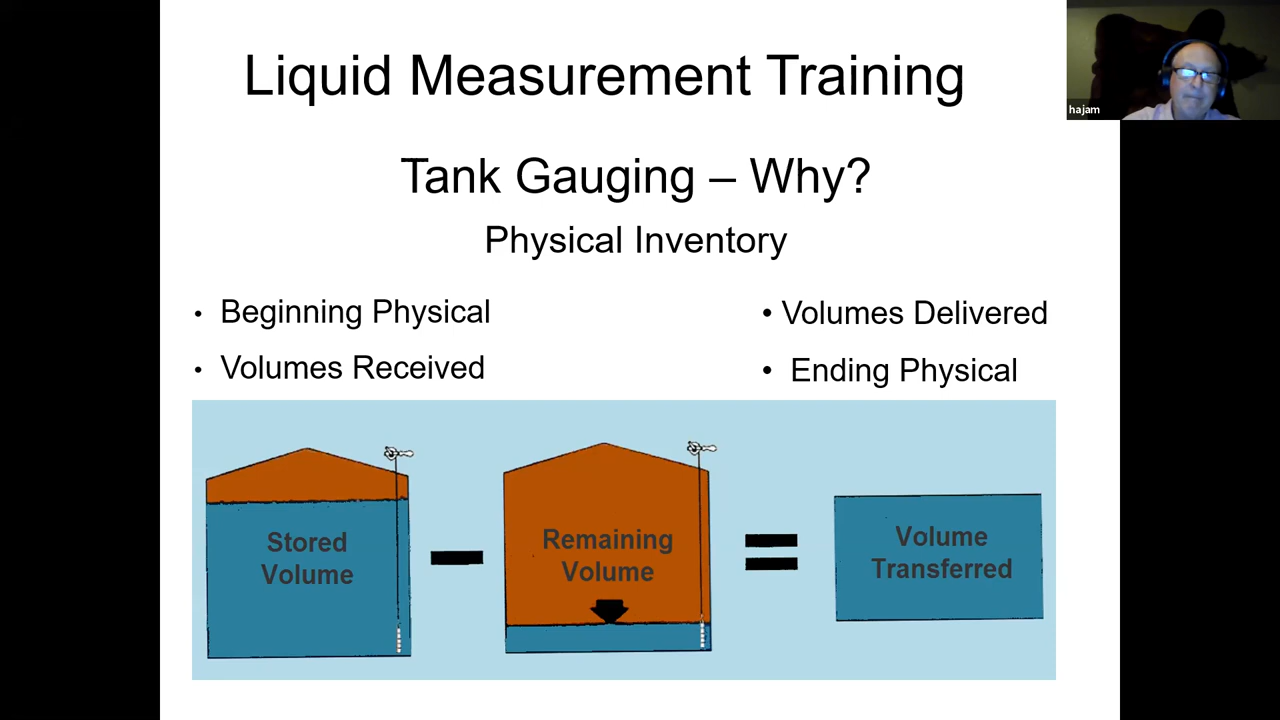 Liquid Measurement Training
hajam
Tank Gauging – Why?
Physical Inventory
• Beginning Physical
• Volumes Received
• Volumes Delivered
• Ending Physical
Stored
Volume
Remaining
Volume
Volume
Transferred